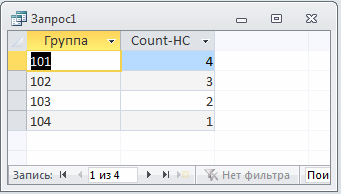 Запрос1
Группа Count-НС
101 4
102 3
103 2
104 1
Запись: 1 из 4 Нет фильтра Пои